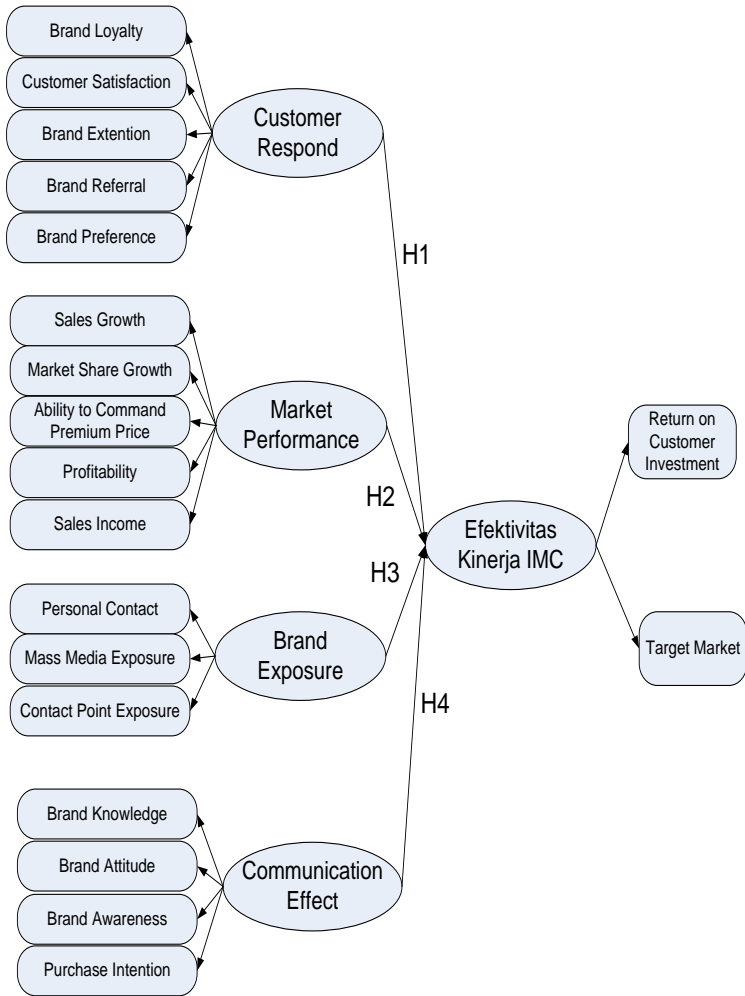 Brand Loyalty
Customer Satisfaction
Brand Extention
Brand Referral
Brand Preference
Customer
Respond
H1
Sales Growth
Market Share Growth
Ability to Command
Premium Price
Profitability
Sales Income
Market
Performance
H2
Personal Contact
Mass Media Exposure
Contact Point Exposure
Brand
Exposure
H3
Brand Knowledge
Brand Attitude
Brand Awareness
Purchase Intention
Communication
Effect
H4
Efektivitas
Kinerja IMC
Return on
Customer
Investment
Target Market